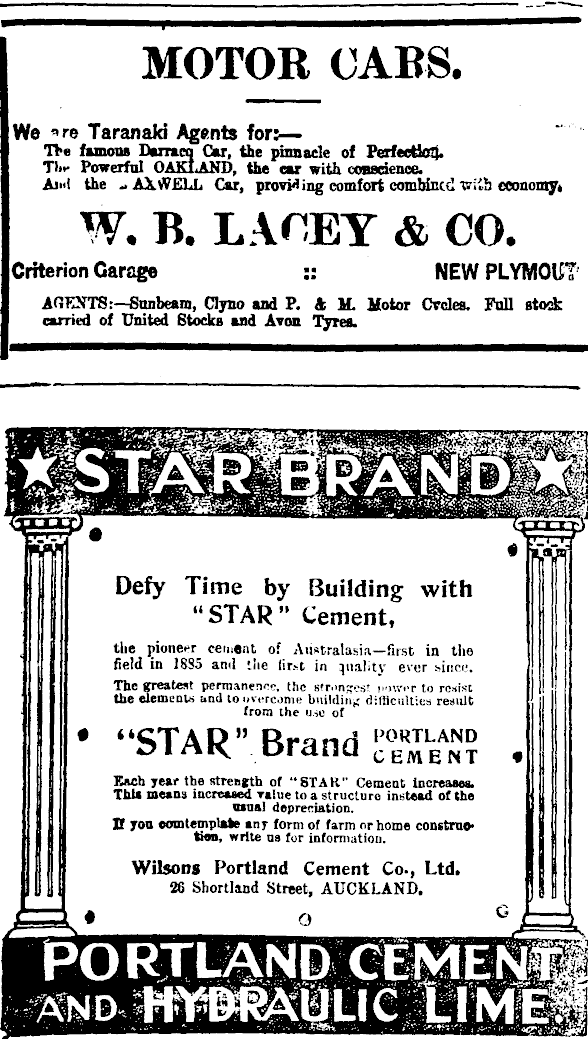 MOTOR CARS.
We are Taranaki Agents for:—
The famous Darracq Car, the pinnacle of Perfection.
The Powerful OAKLAND, the car with conscience.
And the MAXWELL Car, providing comfort combined with economy.
W. B. LACEY & CO.
Criterion Garage :: NEW PLYMOUTH
AGENTS:—Sunbeam, Clyno and P. & M. Motor Cycles. Full stock
carried of United Stocks and Avon Tyres.
★ STAR BRAND ★
Defy Time by Building with
"STAR" Cement,
the pioneer cement of Australasia—first in the
field in 1885 and the first in quality ever since.
The greatest permanence, the strongest power to resist
the elements and to overcome building difficulties result
from the use of
"STAR" Brand PORTLAND
CEMENT
Each year the strength of "STAR" Cement increases.
This means increased value to a structure instead of the
usual depreciation.
If you contemplate any form of farm or home construc-
tion, write us for information.
Wilsons Portland Cement Co., Ltd.
26 Shortland Street, AUCKLAND.
PORTLAND CEMENT
AND HYDRAULIC LIME.